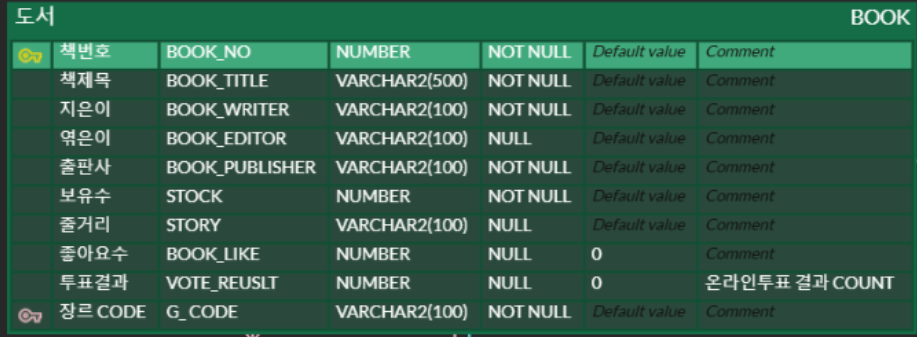 도서 BOOK
책번호 BOOK_NO NUMBER NOT NULL Default value Comment
책제목 BOOK_TITLE VARCHAR2(500) NOT NULL Default value Comment
지은이 BOOK_WRITER VARCHAR2(100) NOT NULL Default value Comment
엮은이 BOOK_EDITOR VARCHAR2(100) NULL Default value Comment
출판사 BOOK_PUBLISHER VARCHAR2(100) NOT NULL Default value Comment
보유수 STOCK NUMBER NOT NULL Default value Comment
줄거리 STORY VARCHAR2(100) NULL Default value Comment
좋아요수 BOOK_LIKE NUMBER NULL 0 Comment
투표결과 VOTE_REUSLT NUMBER NULL 0 온라인투표 결과 COUNT
장르 CODE G_CODE VARCHAR2(100) NOT NULL Default value Comment